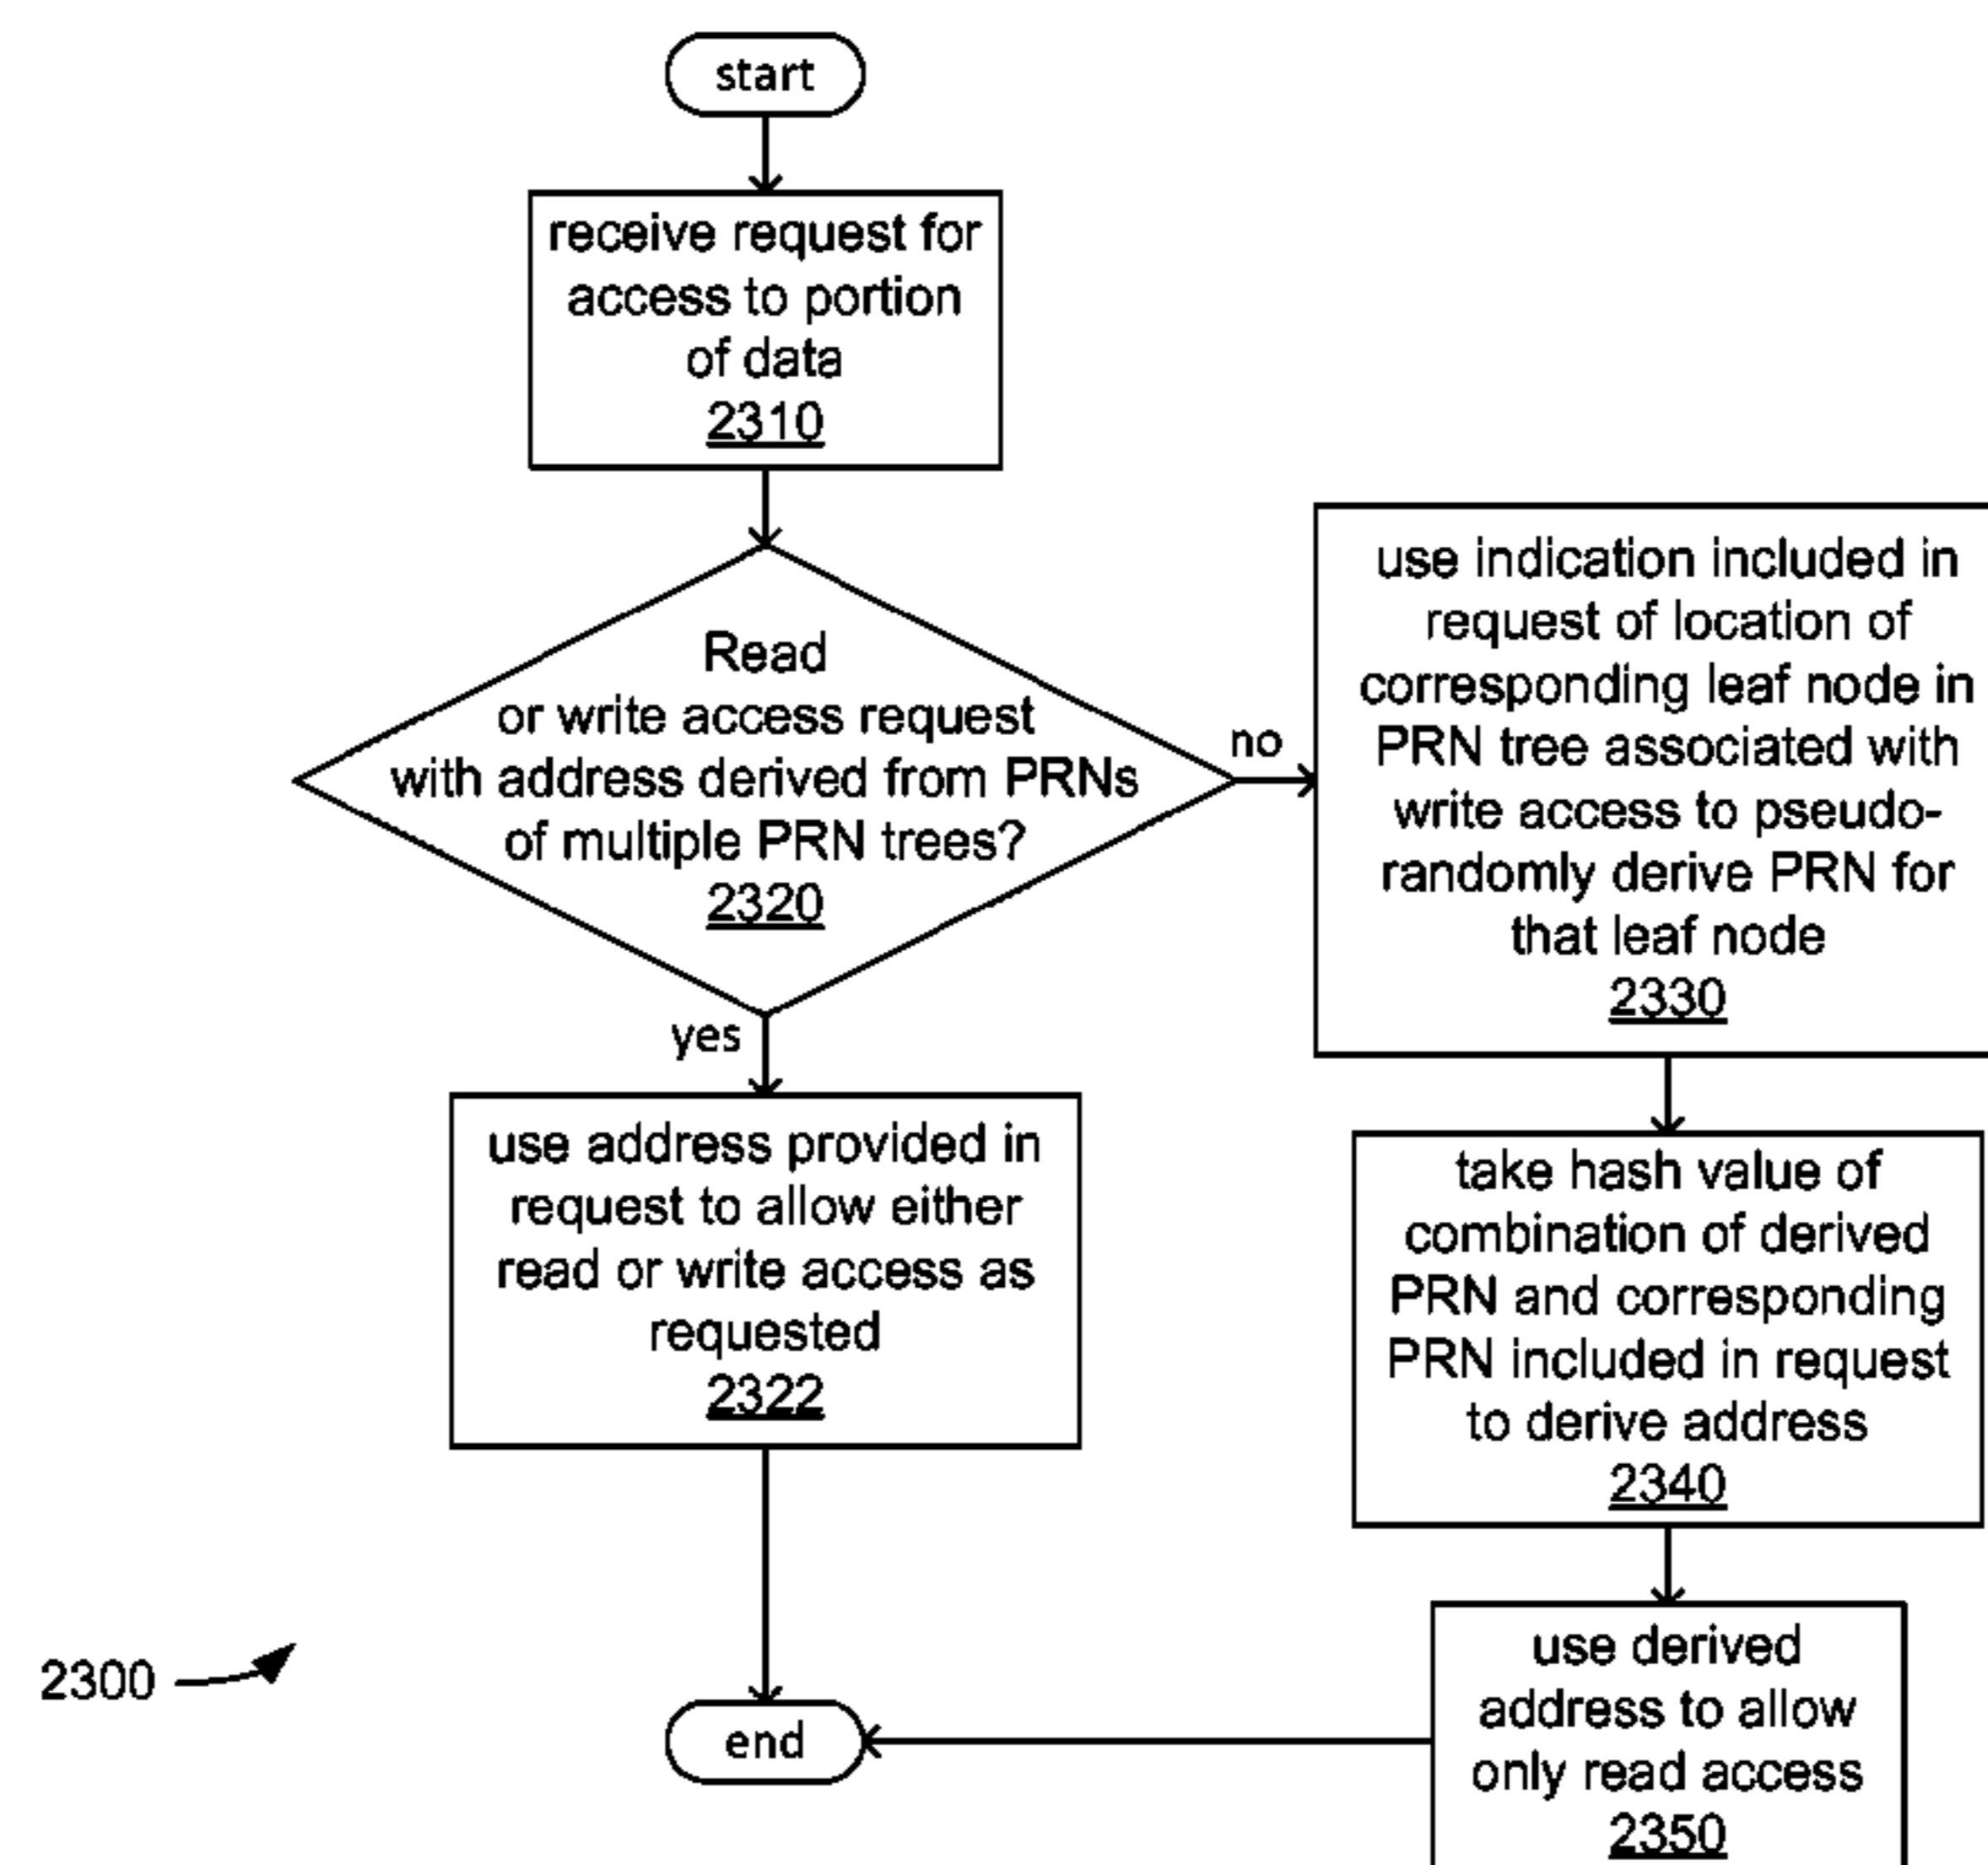 start
receive request for
access to portion
of data
2310
Read
or write access request
with address derived from PRNs
of multiple PRN trees?
2320
no
yes
use address provided in
request to allow either
read or write access as
requested
2322
use indication included in
request of location of
corresponding leaf node in
PRN tree associated with
write access to pseudo-
randomly derive PRN for
that leaf node
2330
take hash value of
combination of derived
PRN and corresponding
PRN included in request
to derive address
2340
use derived
address to allow
only read access
2350
end
2300